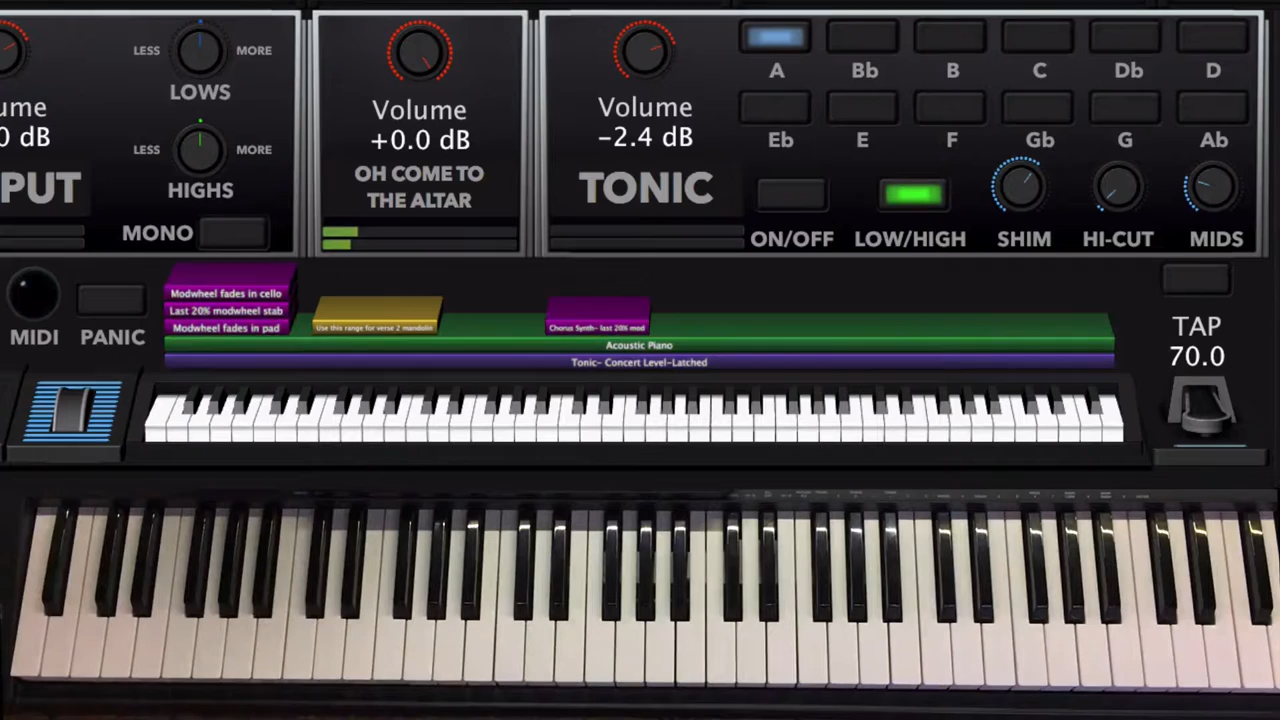 LESS
MORE
LOWS
LESS
MORE
HIGHS
MONO
ume
0 dB
PUT
Volume
+0.0 dB
OH COME TO
THE ALTAR
Volume
-2.4 dB
TONIC
A Bb B C Db D
Eb E F Gb G Ab
ON/OFF LOW/HIGH SHIM HI-CUT MIDS
MIDI
PANIC
Modwheel fades in cello
Last 20% modwheel stab
Modwheel fades in pad
Use this range for verse 2 mandolin
Chorus Synth- last 20% mod
Acoustic Piano
Tonic- Concert Level-Latched
TAP
70.0